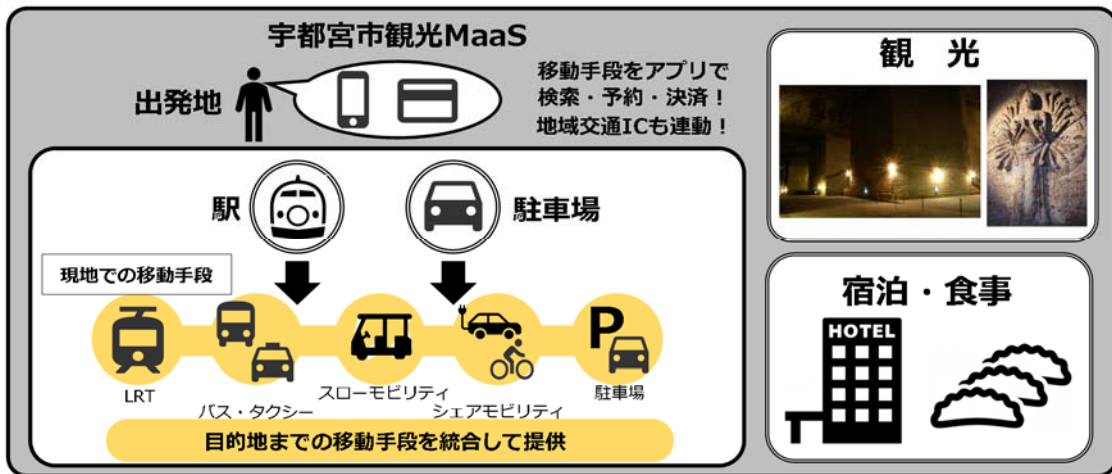 宇都宮市観光MaaS
出発地
移動手段をアプリで
検索・予約・決済！
地域交通ICも連動！
駅
駐車場
現地での移動手段
LRT
バス・タクシー
スローモビリティ
シェアモビリティ
P
駐車場
目的地までの移動手段を統合して提供
観 光
宿泊・食事
HOTEL